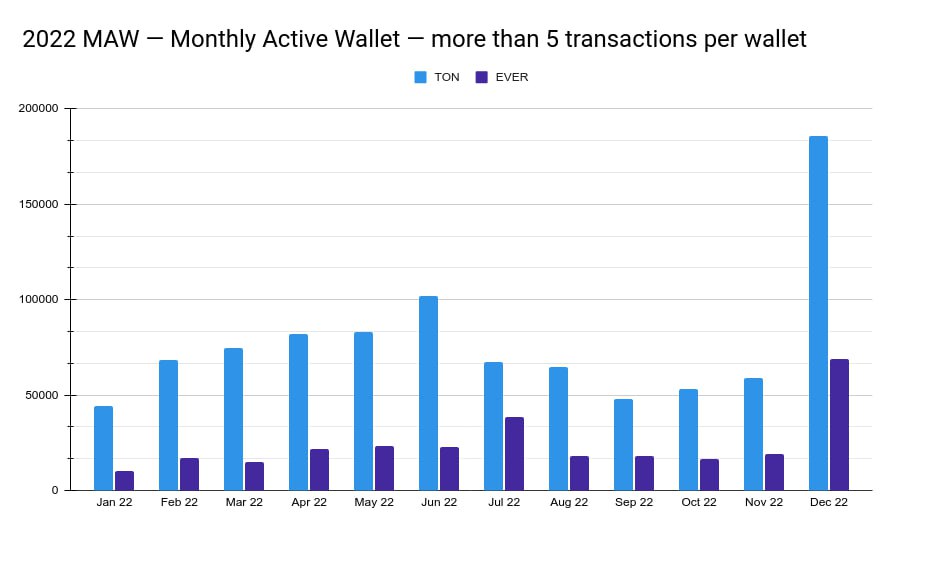 2022 MAW — Monthly Active Wallet — more than 5 transactions per wallet
TON EVER
200000
150000
100000
50000
0
Jan 22 Feb 22 Mar 22 Apr 22 May 22 Jun 22 Jul 22 Aug 22 Sep 22 Oct 22 Nov 22 Dec 22